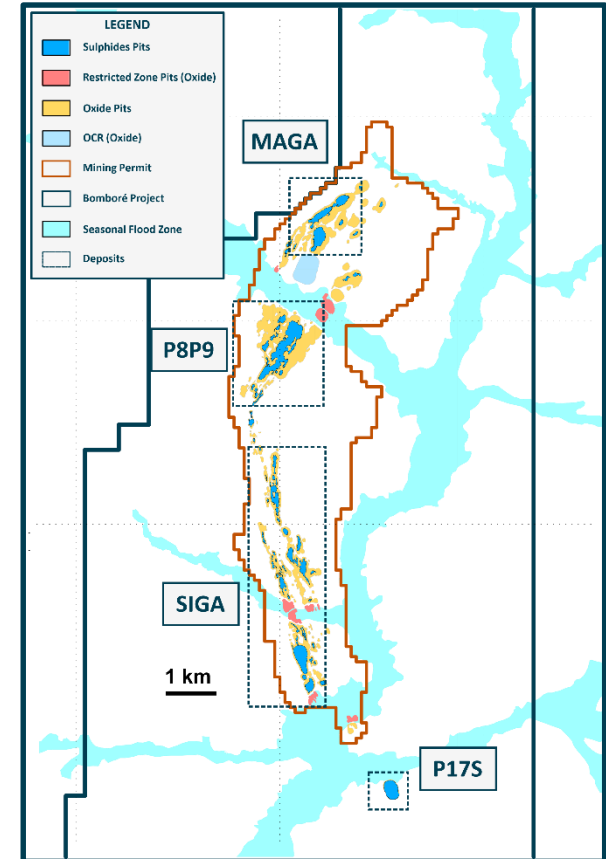 LEGEND
Sulphides Pits
Restricted Zone Pits (Oxide)
Oxide Pits
OCR (Oxide)
Mining Permit
Bomboré Project
Seasonal Flood Zone
Deposits
MAGA
P8P9
SIGA
1 km
P17S